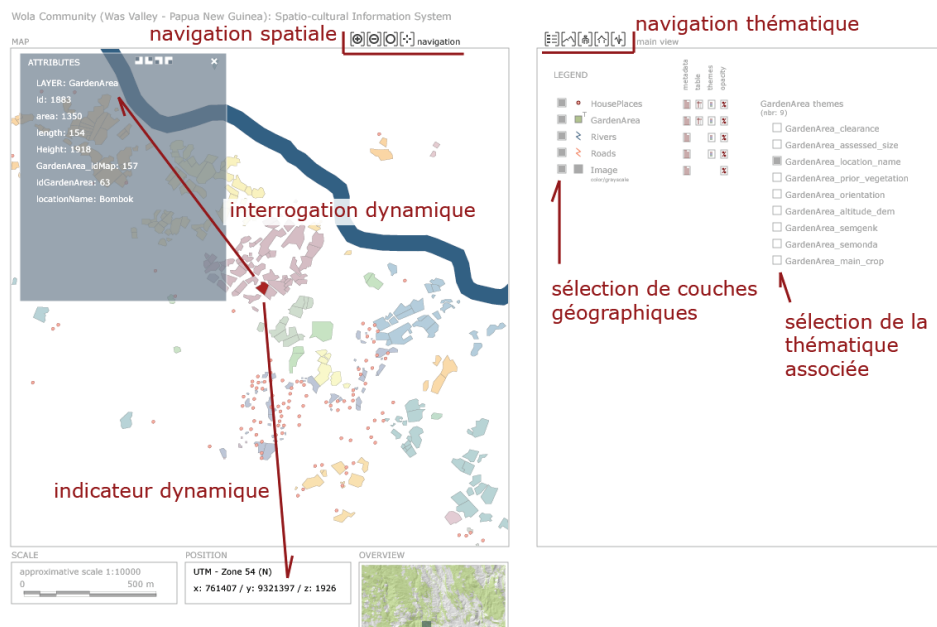 Wola Community (Was Valley - Papua New Guinea): Spatio-cultural Information System
navigation spatiale
navigation
navigation thématique
main view
MAP
ATTRIBUTES
LAYER: GardenArea
id: 1883
area: 1350
length: 154
Height: 1918
GardenArea_idMap: 157
idGardenArea: 63
locationName: Bombok
interrogation dynamique
indicateur dynamique
LEGEND
metadata
table
themes
opacity
HousePlaces
GardenArea
T
Rivers
Roads
Image
color/greyscale
GardenArea themes
(nbr: 9)
GardenArea_clearance
GardenArea_assessed_size
GardenArea_location_name
GardenArea_prior_vegetation
GardenArea_orientation
GardenArea_altitude_dem
GardenArea_semgenk
GardenArea_semonda
GardenArea_main_crop
sélection de couches
géographiques
sélection de la
thématique
associée
SCALE
approximative scale 1:10000
0 500 m
POSITION
UTM - Zone 54 (N)
x: 761407 / y: 9321397 / z: 1926
OVERVIEW